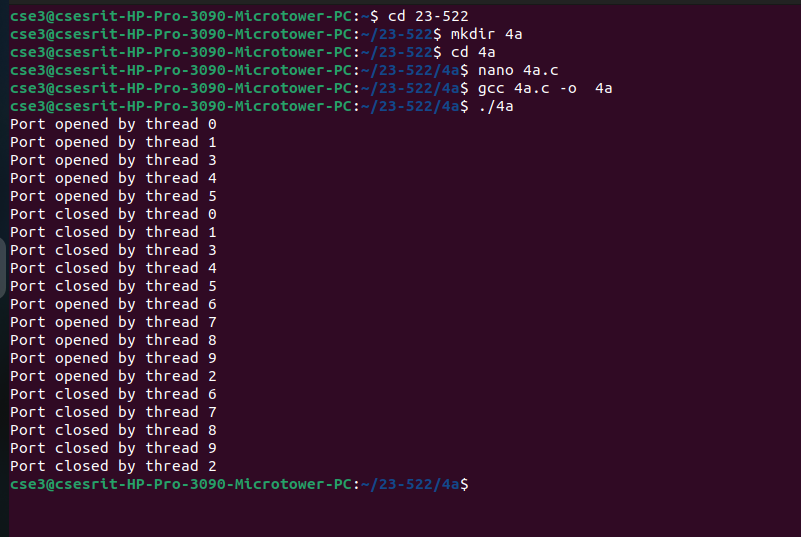 cse3@csesrit-HP-Pro-3090-Microtower-PC:~$ cd 23-522
cse3@csesrit-HP-Pro-3090-Microtower-PC:~/23-522$ mkdir 4a
cse3@csesrit-HP-Pro-3090-Microtower-PC:~/23-522$ cd 4a
cse3@csesrit-HP-Pro-3090-Microtower-PC:~/23-522/4a$ nano 4a.c
cse3@csesrit-HP-Pro-3090-Microtower-PC:~/23-522/4a$ gcc 4a.c -o  4a
cse3@csesrit-HP-Pro-3090-Microtower-PC:~/23-522/4a$ ./4a
Port opened by thread 0
Port opened by thread 1
Port opened by thread 3
Port opened by thread 4
Port opened by thread 5
Port closed by thread 0
Port closed by thread 1
Port closed by thread 3
Port closed by thread 4
Port closed by thread 5
Port opened by thread 6
Port opened by thread 7
Port opened by thread 8
Port opened by thread 9
Port opened by thread 2
Port closed by thread 6
Port closed by thread 7
Port closed by thread 8
Port closed by thread 9
Port closed by thread 2
cse3@csesrit-HP-Pro-3090-Microtower-PC:~/23-522/4a$